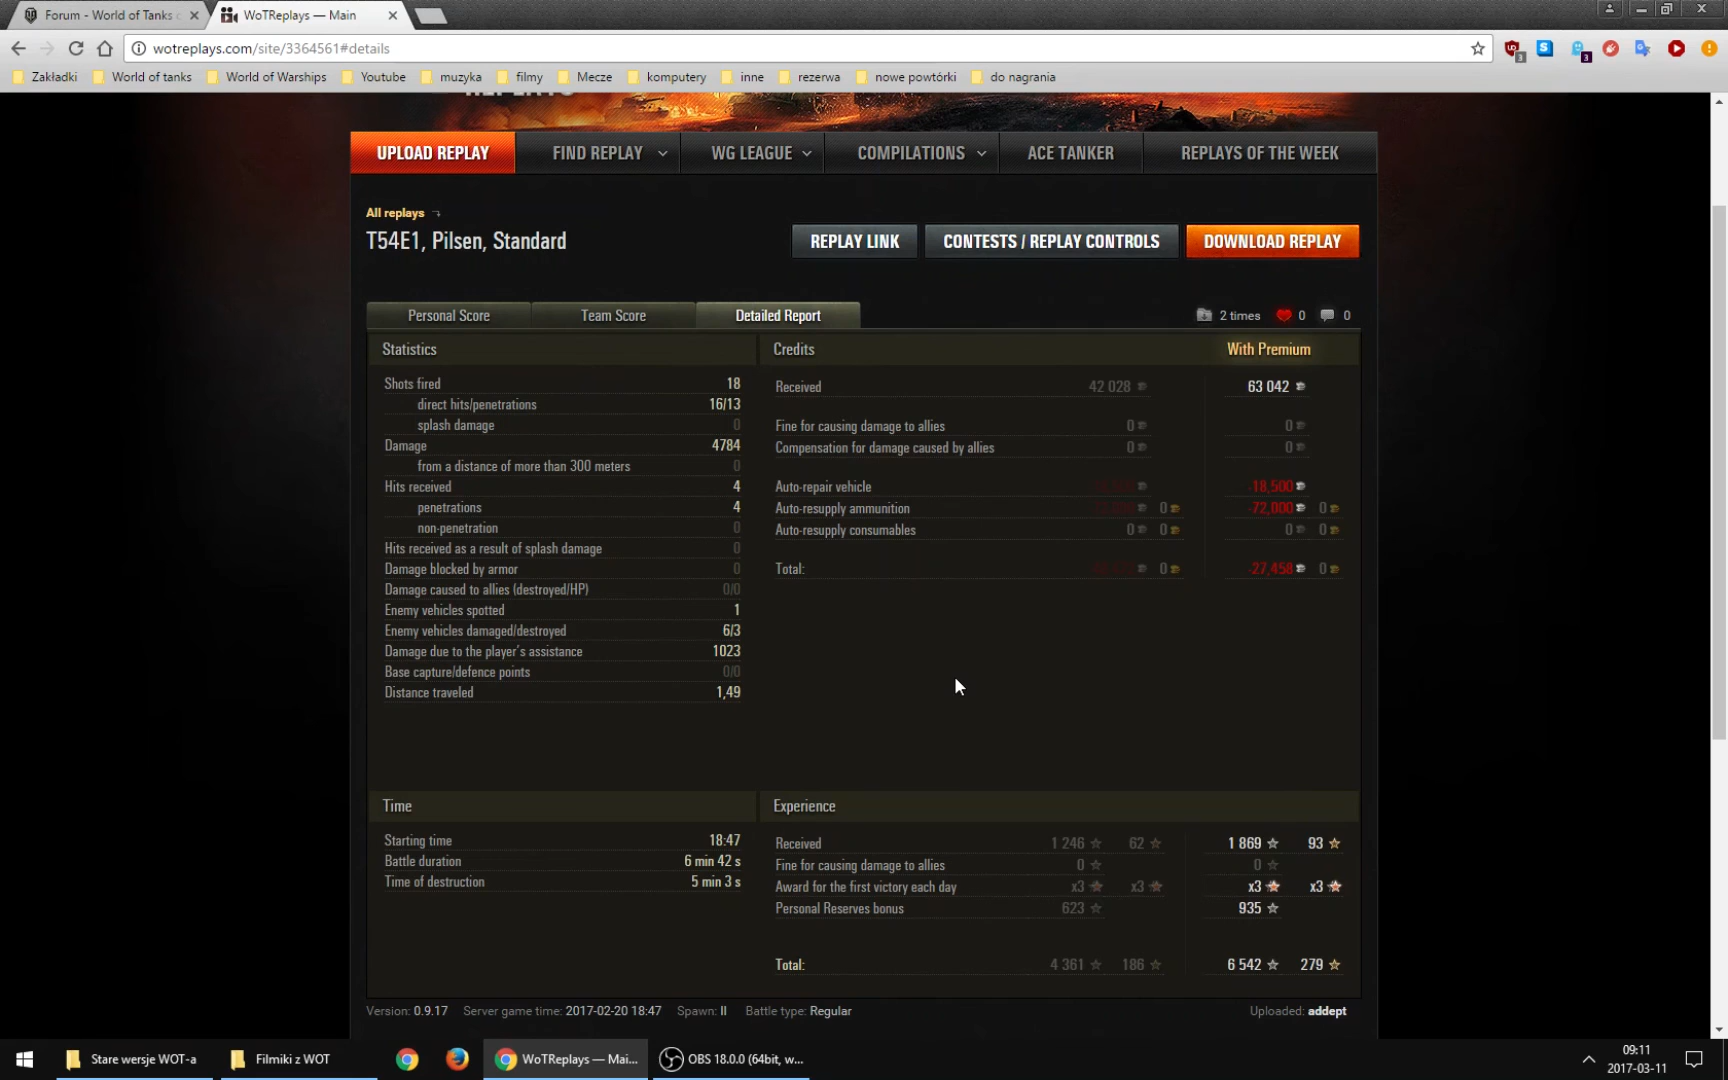 Forum - World of Tanks
WoTReplays — Main
wotreplays.com/site/3364561#details
Zakładki World of tanks World of Warships Youtube muzyka filmy Mecze komputery inne rezerwa nowe powtórki do nagrania
UPLOAD REPLAY FIND REPLAY WG LEAGUE COMPILATIONS ACE TANKER REPLAYS OF THE WEEK
All replays
T54E1, Pilsen, Standard
REPLAY LINK CONTESTS / REPLAY CONTROLS DOWNLOAD REPLAY
Personal Score Team Score Detailed Report 2 times 0 0
Statistics
Shots fired 18
direct hits/penetrations 16/13
splash damage 0
Damage 4784
from a distance of more than 300 meters 0
Hits received 4
penetrations 4
non-penetration 0
Hits received as a result of splash damage 0
Damage blocked by armor 0
Damage caused to allies (destroyed/HP) 0/0
Enemy vehicles spotted 1
Enemy vehicles damaged/destroyed 6/3
Damage due to the player's assistance 1023
Base capture/defence points 0/0
Distance traveled 1,49
Credits With Premium
Received 42 028 63 042
Fine for causing damage to allies 0 0
Compensation for damage caused by allies 0 0
Auto-repair vehicle -18,500
Auto-resupply ammunition 0 -72,000 0
Auto-resupply consumables 0 0 0 0
Total: 0 -27,458 0
Time
Starting time 18:47
Battle duration 6 min 42 s
Time of destruction 5 min 3 s
Experience
Received 1 246 62 1 869 93
Fine for causing damage to allies 0 0
Award for the first victory each day x3 x3 x3 x3
Personal Reserves bonus 623 935
Total: 4 361 186 6 542 279
Version: 0.9.17 Server game time: 2017-02-20 18:47 Spawn: II Battle type: Regular Uploaded: addept
Stare wersje WOT-a Filmiki z WOT WoTReplays — Mai... OBS 18.0.0 (64bit, w...
09:11
2017-03-11